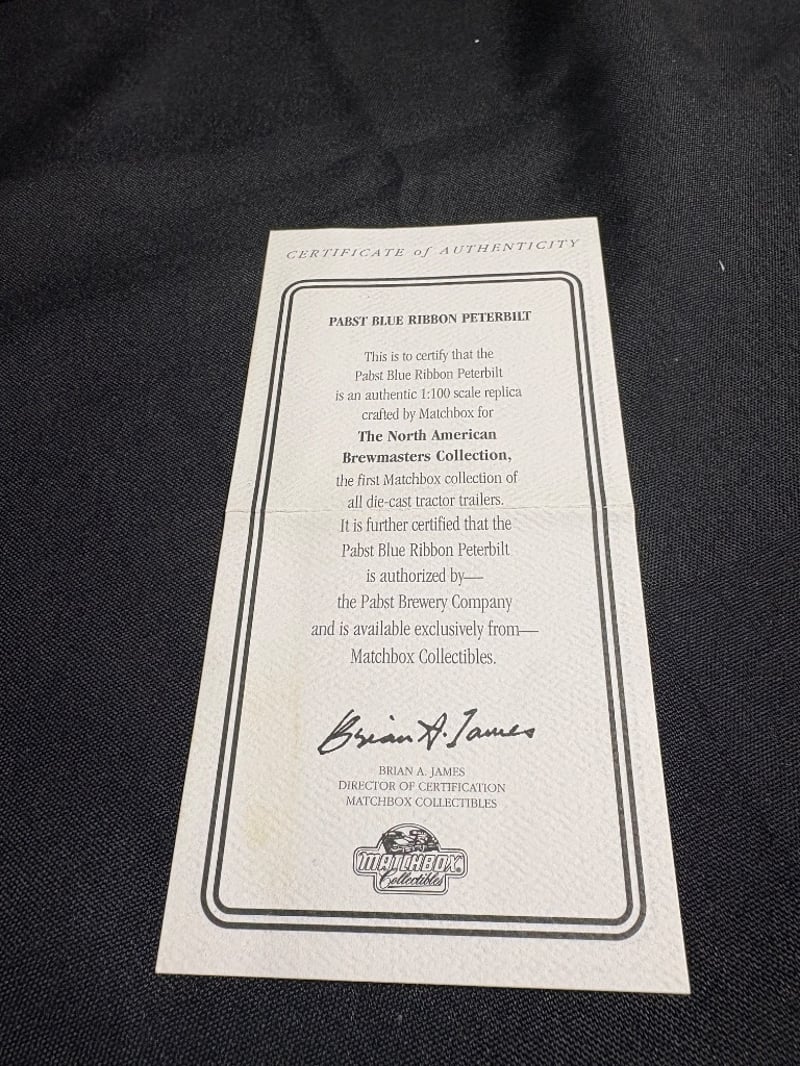 CERTIFICATE of AUTHENTICITY
PABST BLUE RIBBON PETERBILT
This is to certify that the
Pabst Blue Ribbon Peterbilt
is an authentic 1:100 scale replica
crafted by Matchbox for
The North American
Brewmasters Collection,
the first Matchbox collection of
all die-cast tractor trailers.
It is further certified that the
Pabst Blue Ribbon Peterbilt
is authorized by—
the Pabst Brewery Company
and is available exclusively from—
Matchbox Collectibles.
Brian A. James
BRIAN A. JAMES
DIRECTOR OF CERTIFICATION
MATCHBOX COLLECTIBLES
MATCHBOX®
Collectibles